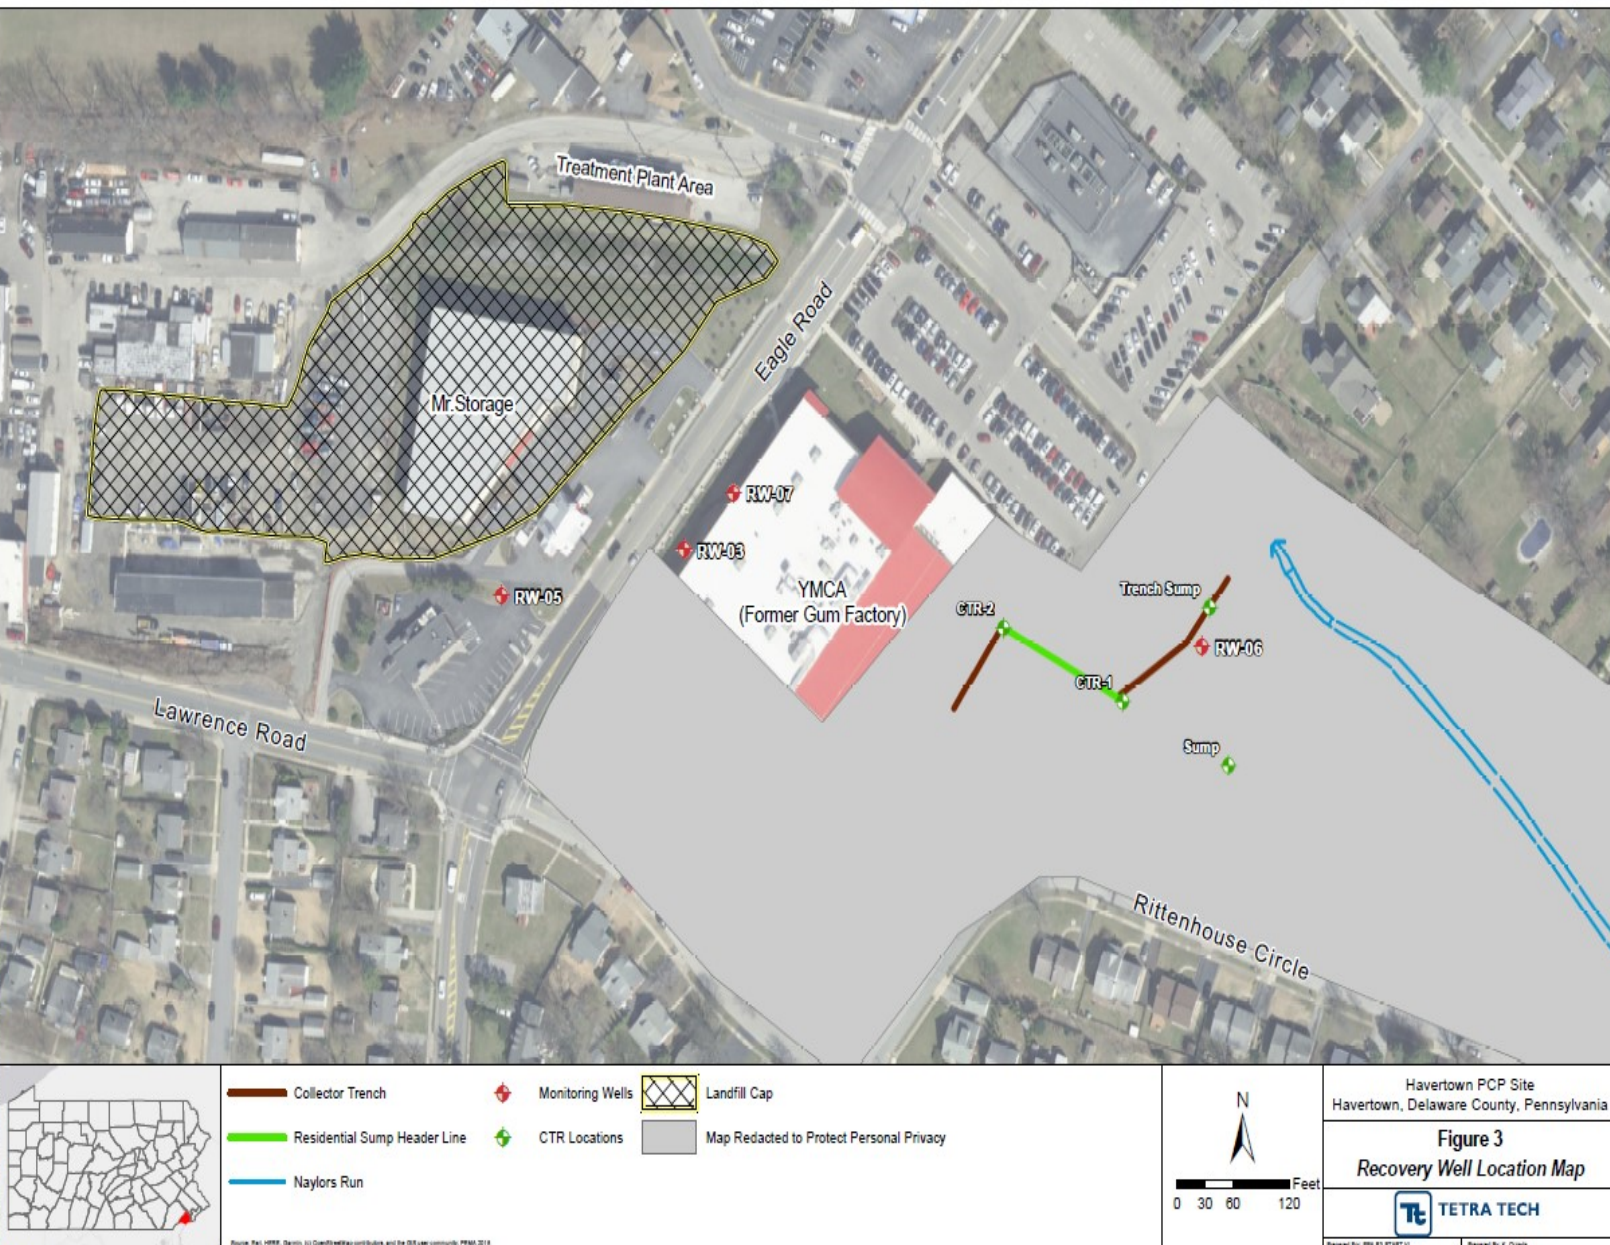 Treatment Plant Area
Eagle Road
Mr.Storage
RW-07
RW-03
RW-05
YMCA
(Former Gum Factory)
Trench Sump
CTR-2
RW-06
CTR-1
Sump
Lawrence Road
Rittenhouse Circle
Collector Trench
Residential Sump Header Line
Naylors Run
Monitoring Wells
CTR Locations
Landfill Cap
Map Redacted to Protect Personal Privacy
N
Feet
0 30 60 120
Havertown PCP Site
Havertown, Delaware County, Pennsylvania
Figure 3
Recovery Well Location Map
Tt TETRA TECH